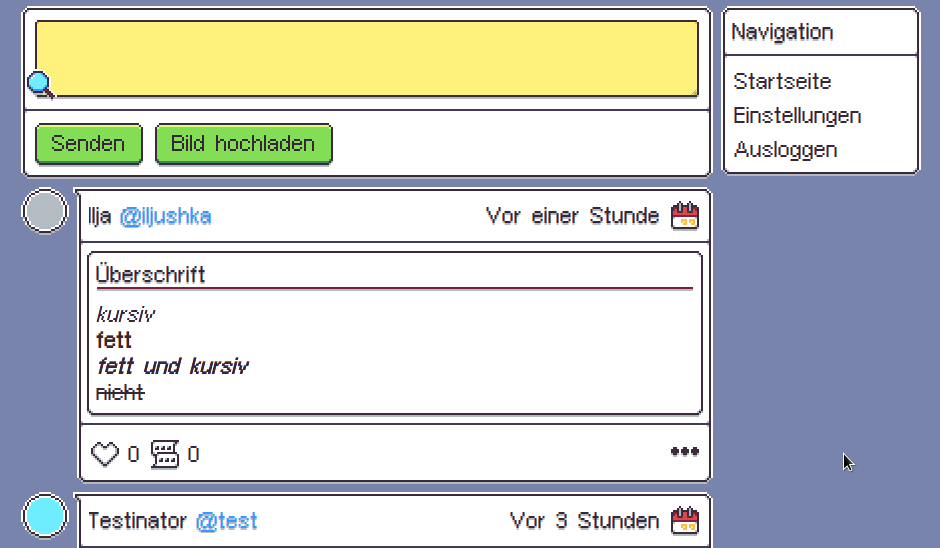 Navigation
Startseite
Einstellungen
Ausloggen
Senden
Bild hochladen
Ilja @iljushka
Vor einer Stunde
Überschrift
kursiv
fett
fett und kursiv
nicht
0
0
Testinator @test
Vor 3 Stunden